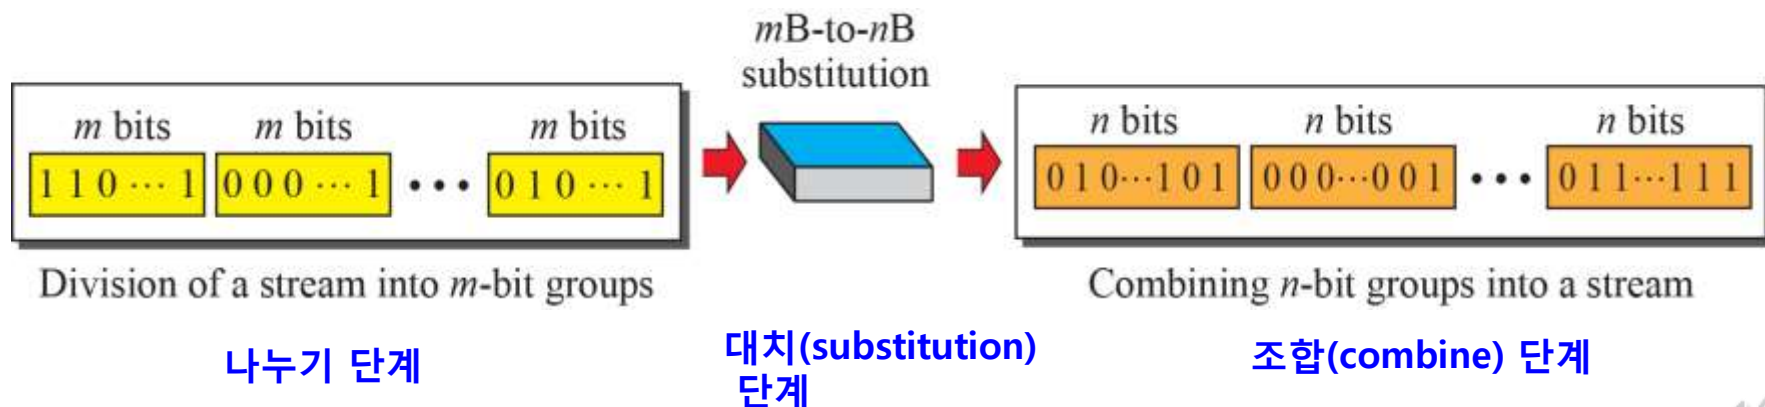 mB-to-nB
substitution
m bits m bits m bits
n bits n bits n bits
1 1 0 ··· 1 0 0 0 ··· 1 ••• 0 1 0 ··· 1
0 1 0···1 0 1 0 0 0···0 0 1 ••• 0 1 1···1 1 1
Division of a stream into m-bit groups
Combining n-bit groups into a stream
나누기 단계
대치(substitution)
단계
조합(combine) 단계